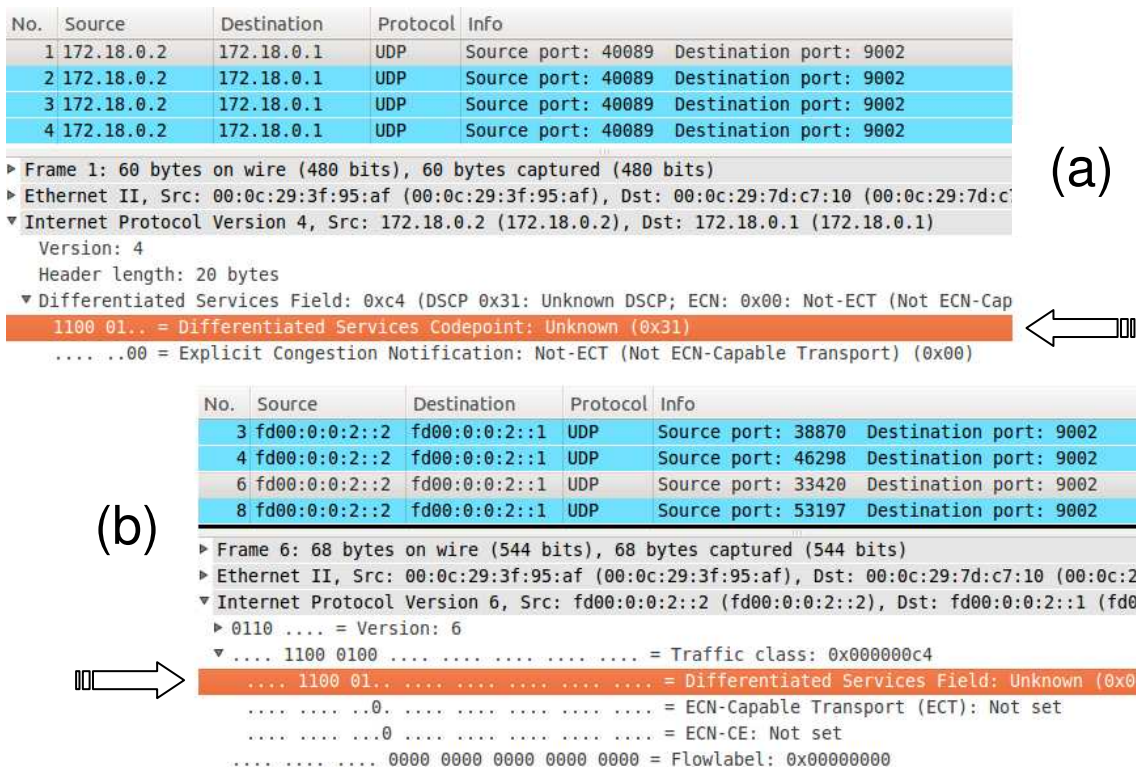 No. Source Destination Protocol Info
1 172.18.0.2 172.18.0.1 UDP Source port: 40089 Destination port: 9002
2 172.18.0.2 172.18.0.1 UDP Source port: 40089 Destination port: 9002
3 172.18.0.2 172.18.0.1 UDP Source port: 40089 Destination port: 9002
4 172.18.0.2 172.18.0.1 UDP Source port: 40089 Destination port: 9002
Frame 1: 60 bytes on wire (480 bits), 60 bytes captured (480 bits)
(a)
Ethernet II, Src: 00:0c:29:3f:95:af (00:0c:29:3f:95:af), Dst: 00:0c:29:7d:c7:10 (00:0c:29:7d:c
Internet Protocol Version 4, Src: 172.18.0.2 (172.18.0.2), Dst: 172.18.0.1 (172.18.0.1)
Version: 4
Header length: 20 bytes
Differentiated Services Field: 0xc4 (DSCP 0x31: Unknown DSCP; ECN: 0x00: Not-ECT (Not ECN-Cap
1100 01.. = Differentiated Services Codepoint: Unknown (0x31)
.... ..00 = Explicit Congestion Notification: Not-ECT (Not ECN-Capable Transport) (0x00)
No. Source Destination Protocol Info
3 fd00:0:0:2::2 fd00:0:0:2::1 UDP Source port: 38870 Destination port: 9002
4 fd00:0:0:2::2 fd00:0:0:2::1 UDP Source port: 46298 Destination port: 9002
6 fd00:0:0:2::2 fd00:0:0:2::1 UDP Source port: 33420 Destination port: 9002
8 fd00:0:0:2::2 fd00:0:0:2::1 UDP Source port: 53197 Destination port: 9002
(b)
Frame 6: 68 bytes on wire (544 bits), 68 bytes captured (544 bits)
Ethernet II, Src: 00:0c:29:3f:95:af (00:0c:29:3f:95:af), Dst: 00:0c:29:7d:c7:10 (00:0c:2
Internet Protocol Version 6, Src: fd00:0:0:2::2 (fd00:0:0:2::2), Dst: fd00:0:0:2::1 (fd0
0110 .... = Version: 6
.... 1100 0100 .... .... .... .... .... = Traffic class: 0x000000c4
.... 1100 01.. .... .... .... .... .... = Differentiated Services Field: Unknown (0x0
.... .... ..0. .... .... .... .... .... = ECN-Capable Transport (ECT): Not set
.... .... ...0 .... .... .... .... .... = ECN-CE: Not set
.... .... .... 0000 0000 0000 0000 0000 = Flowlabel: 0x00000000